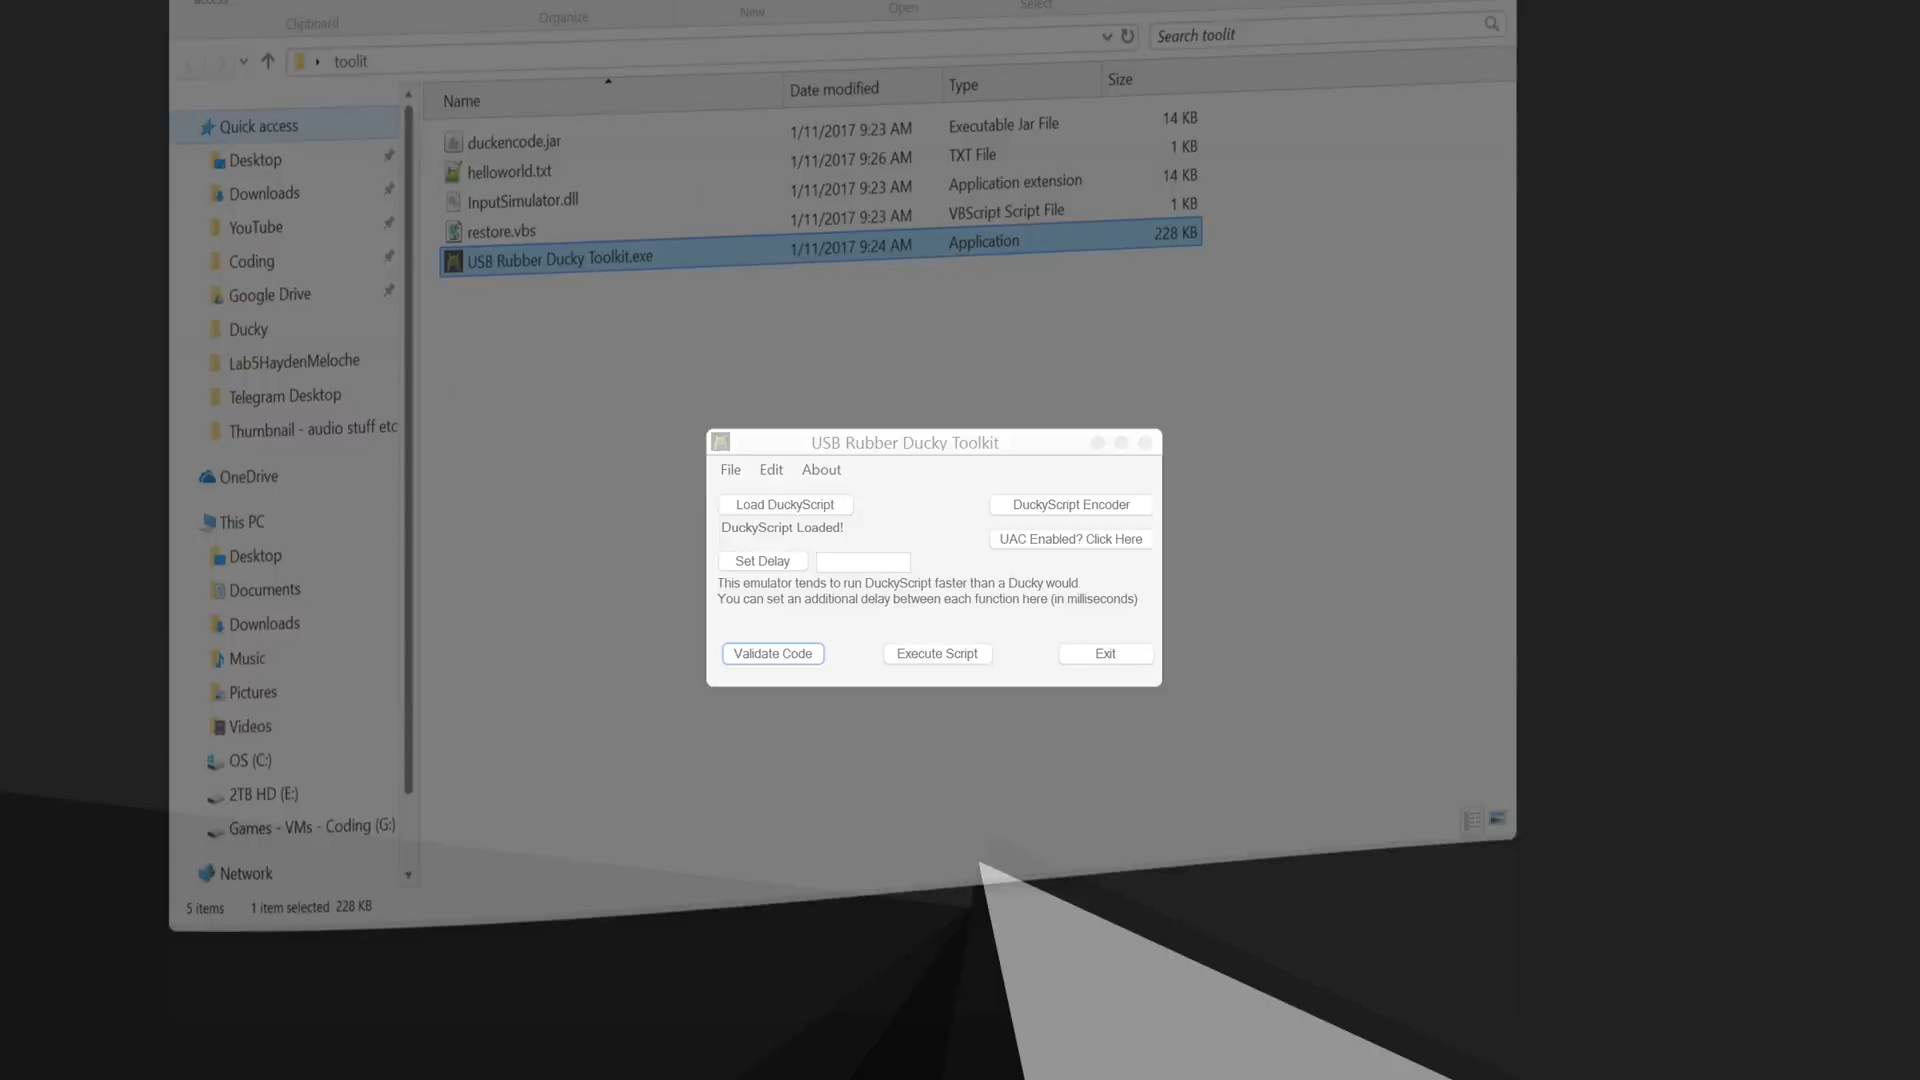 access
Clipboard
Organize
New
Open
Select
toolit
Search toolit
Name
Date modified
Type
Size
duckencode.jar
1/11/2017 9:23 AM
Executable Jar File
14 KB
helloworld.txt
1/11/2017 9:26 AM
TXT File
1 KB
InputSimulator.dll
1/11/2017 9:23 AM
Application extension
14 KB
restore.vbs
1/11/2017 9:23 AM
VBScript Script File
1 KB
USB Rubber Ducky Toolkit.exe
1/11/2017 9:24 AM
Application
228 KB
Quick access
Desktop
Downloads
YouTube
Coding
Google Drive
Ducky
Lab5HaydenMeloche
Telegram Desktop
Thumbnail - audio stuff etc
OneDrive
This PC
Desktop
Documents
Downloads
Music
Pictures
Videos
OS (C:)
2TB HD (E:)
Games - VMs - Coding (G:)
Network
5 items
1 item selected 228 KB
USB Rubber Ducky Toolkit
File Edit About
Load DuckyScript
DuckyScript Encoder
DuckyScript Loaded!
UAC Enabled? Click Here
Set Delay
This emulator tends to run DuckyScript faster than a Ducky would.
You can set an additional delay between each function here (in milliseconds)
Validate Code
Execute Script
Exit